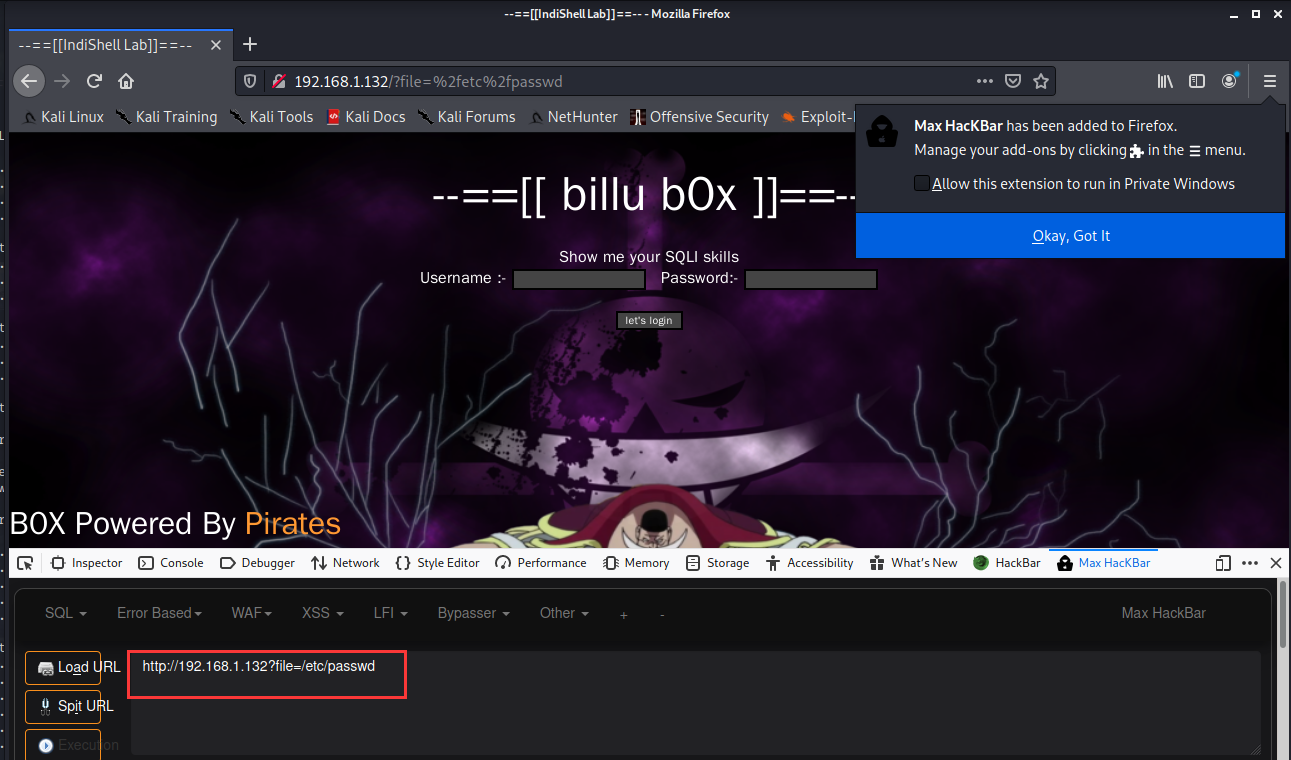 --==[[IndiShell Lab]]==-- - Mozilla Firefox
--==[[IndiShell Lab]]==--
192.168.1.132/?file=%2fetc%2fpasswd
Kali Linux Kali Training Kali Tools Kali Docs Kali Forums NetHunter Offensive Security Exploit-
Max HacKBar has been added to Firefox.
Manage your add-ons by clicking in the menu.
Allow this extension to run in Private Windows
Okay, Got It
--==[[ billu b0x ]]==--
Show me your SQLI skills
Username :- Password:-
let's login
B0X Powered By Pirates
Inspector Console Debugger Network Style Editor Performance Memory Storage Accessibility What's New HackBar Max HacKBar
SQL Error Based WAF XSS LFI Bypasser Other + - Max HackBar
Load URL
http://192.168.1.132?file=/etc/passwd
Spit URL
Execution